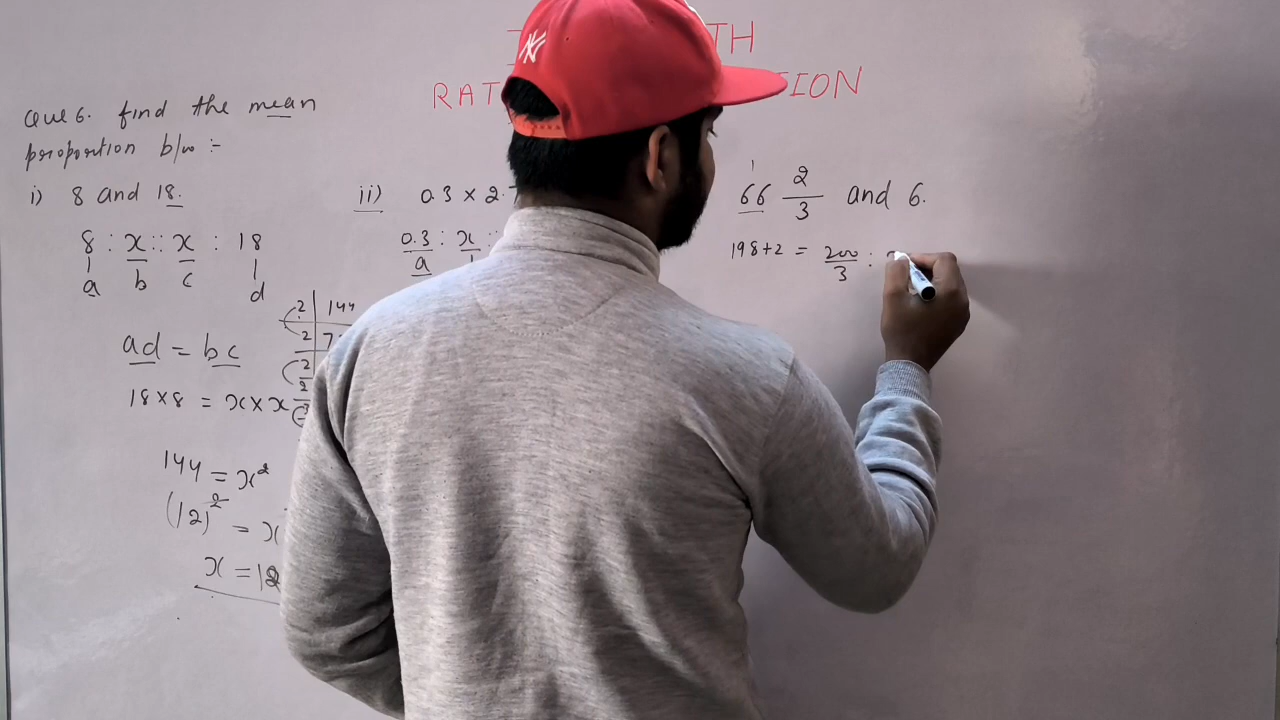 TH
RAT ION
Que 6. find the mean
proportion b/w :-
i) 8 and 18.
8 : x :: x : 18
a b c d
ad = bc
18 × 8 = x × x
144 = x²
(12)² = x
x = 12
2 144
2 7
2
2
ii) 0.3 × 2.
0.3 : x :
a
66 2/3 and 6.
198+2 = 200/3 :